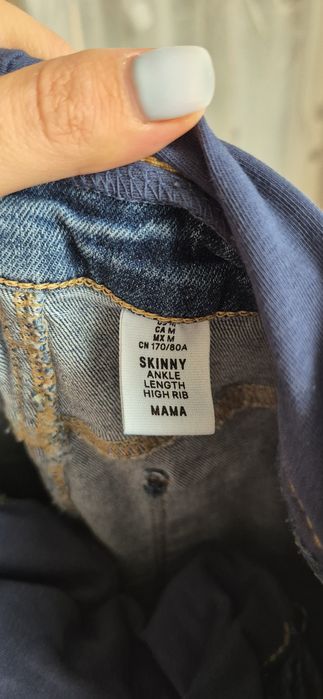 CA M
MX M
CN 170/80A
SKINNY
ANKLE
LENGTH
HIGH RIB
MAMA